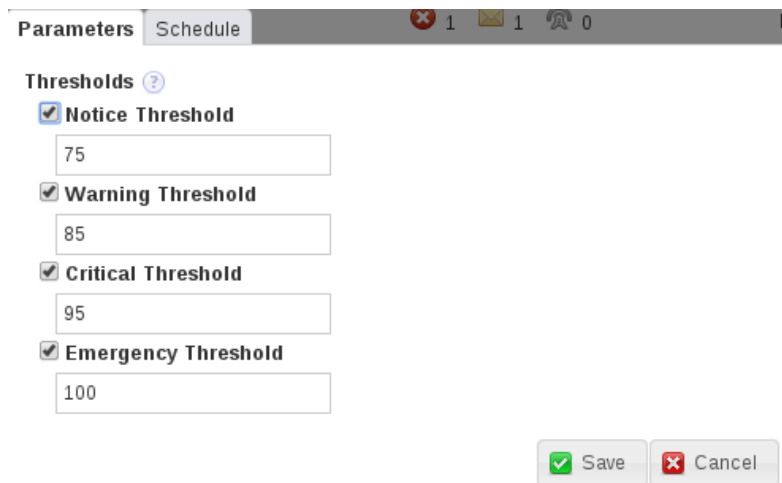 Parameters Schedule 1 1 0
Thresholds ?
Notice Threshold
75
Warning Threshold
85
Critical Threshold
95
Emergency Threshold
100
Save Cancel